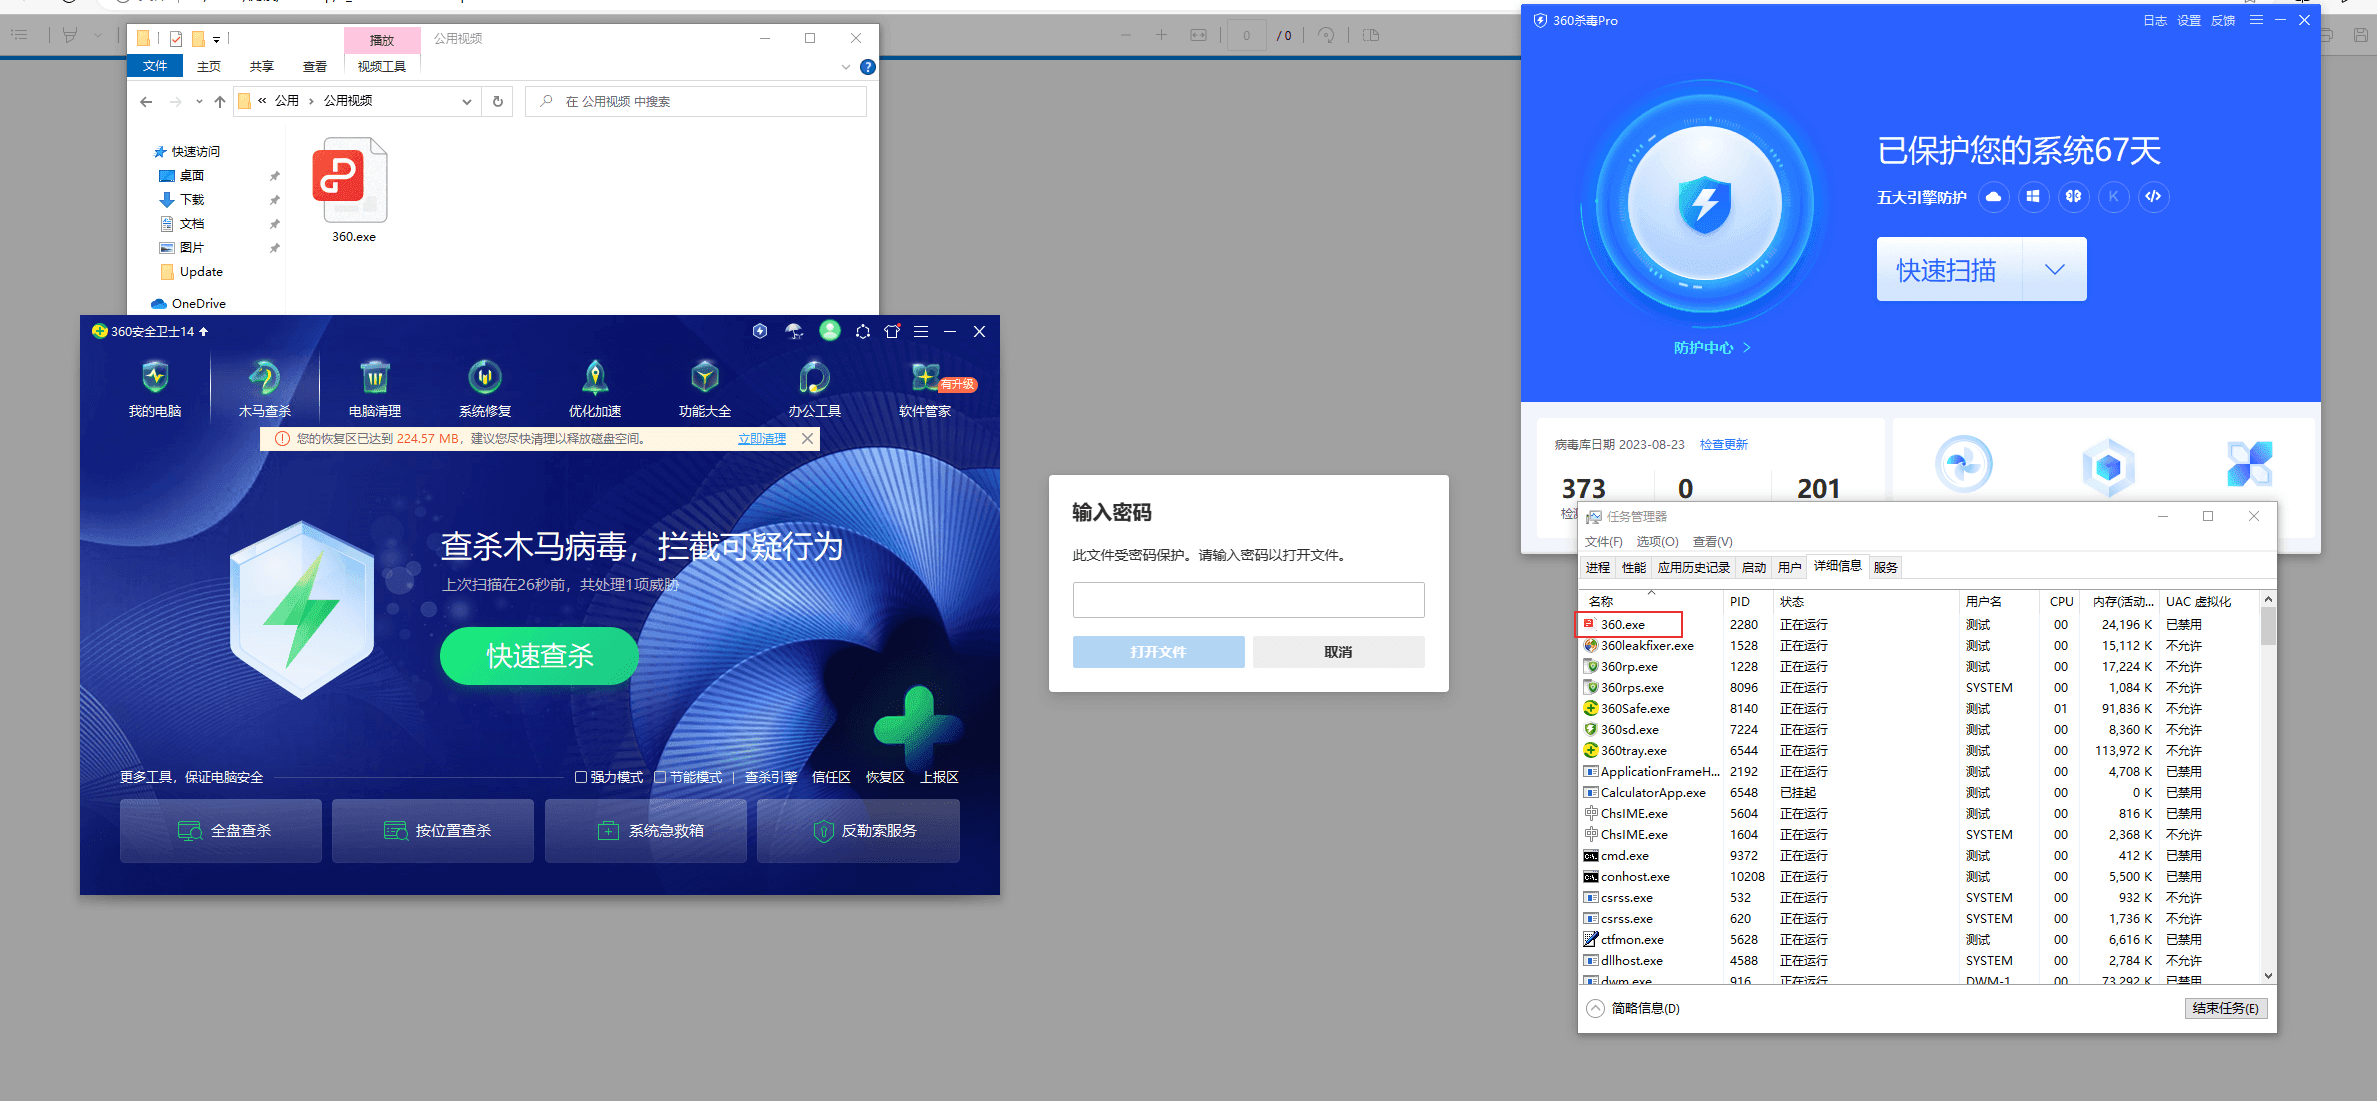 0 / 0
播放 公用视频
文件 主页 共享 查看 视频工具
« 公用 › 公用视频
在 公用视频 中搜索
快速访问
桌面
下载
文档
图片
Update
OneDrive
360.exe
360安全卫士14
我的电脑 木马查杀 电脑清理 系统修复 优化加速 功能大全 办公工具 软件管家 有升级
您的恢复区已达到 224.57 MB，建议您尽快清理以释放磁盘空间。 立即清理
查杀木马病毒，拦截可疑行为
上次扫描在26秒前，共处理1项威胁
快速查杀
更多工具，保证电脑安全
强力模式 节能模式 | 查杀引擎 信任区 恢复区 上报区
全盘查杀 按位置查杀 系统急救箱 反勒索服务
输入密码
此文件受密码保护。请输入密码以打开文件。
打开文件 取消
360杀毒Pro
日志 设置 反馈
已保护您的系统67天
五大引擎防护 K
快速扫描
防护中心 >
病毒库日期 2023-08-23 检查更新
373 0 201
任务管理器
文件(F) 选项(O) 查看(V)
进程 性能 应用历史记录 启动 用户 详细信息 服务
名称 PID 状态 用户名 CPU 内存(活动... UAC 虚拟化
360.exe 2280 正在运行 测试 00 24,196 K 已禁用
360leakfixer.exe 1528 正在运行 测试 00 15,112 K 不允许
360rp.exe 1228 正在运行 测试 00 17,224 K 不允许
360rps.exe 8096 正在运行 SYSTEM 00 1,084 K 不允许
360Safe.exe 8140 正在运行 测试 01 91,836 K 不允许
360sd.exe 7224 正在运行 测试 00 8,360 K 不允许
360tray.exe 6544 正在运行 测试 00 113,972 K 不允许
ApplicationFrameH... 2192 正在运行 测试 00 4,708 K 已禁用
CalculatorApp.exe 6548 已挂起 测试 00 0 K 已禁用
ChsIME.exe 5604 正在运行 测试 00 816 K 已禁用
ChsIME.exe 1604 正在运行 SYSTEM 00 2,368 K 不允许
cmd.exe 9372 正在运行 测试 00 412 K 已禁用
conhost.exe 10208 正在运行 测试 00 5,500 K 已禁用
csrss.exe 532 正在运行 SYSTEM 00 932 K 不允许
csrss.exe 620 正在运行 SYSTEM 00 1,736 K 不允许
ctfmon.exe 5628 正在运行 测试 00 6,616 K 已禁用
dllhost.exe 4588 正在运行 SYSTEM 00 2,784 K 不允许
dwm.exe 916 正在运行 DWM-1 00 73,292 K 已禁用
简略信息(D)
结束任务(E)